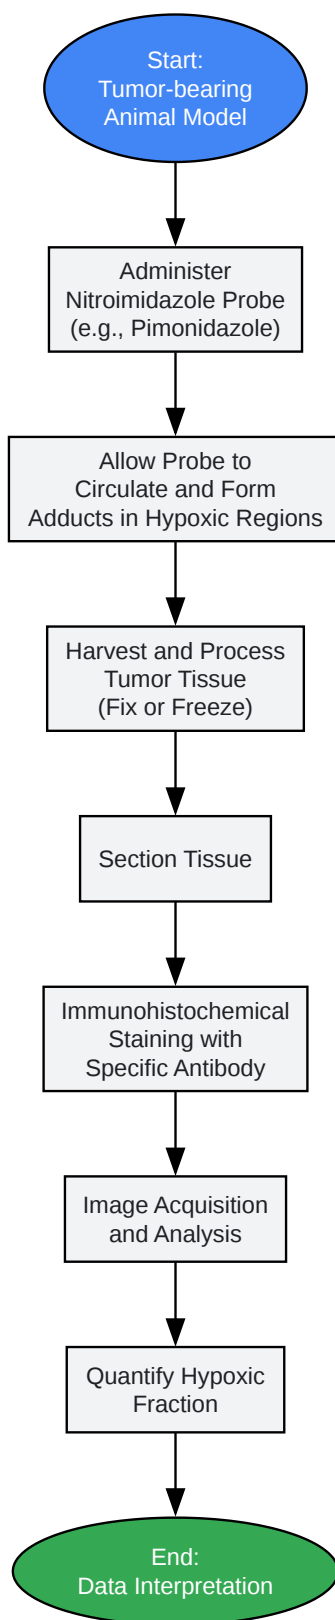 Start:
Tumor-bearing
Animal Model
Administer
Nitroimidazole Probe
(e.g., Pimonidazole)
Allow Probe to
Circulate and Form
Adducts in Hypoxic Regions
Harvest and Process
Tumor Tissue
(Fix or Freeze)
Section Tissue
Immunohistochemical
Staining with
Specific Antibody
Image Acquisition
and Analysis
Quantify Hypoxic
Fraction
End:
Data Interpretation